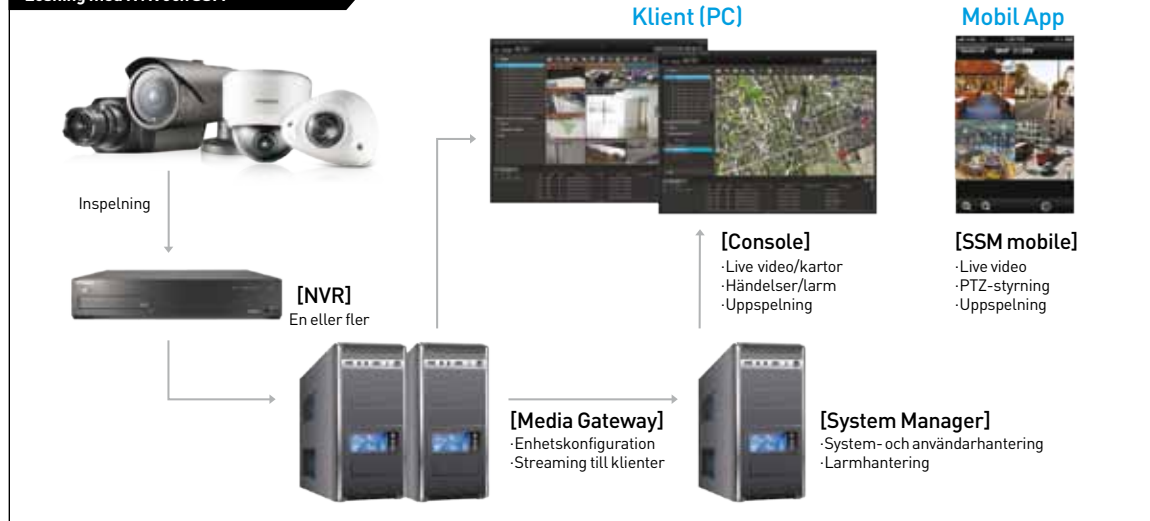 Klient (PC)
Mobil App
Inspelning
[NVR]
En eller fler
[Console]
·Live video/kartor
·Händelser/larm
·Uppspelning
[SSM mobile]
·Live video
·PTZ-styrning
·Uppspelning
[Media Gateway]
·Enhetskonfiguration
·Streaming till klienter
[System Manager]
·System- och användarhantering
·Larmhantering